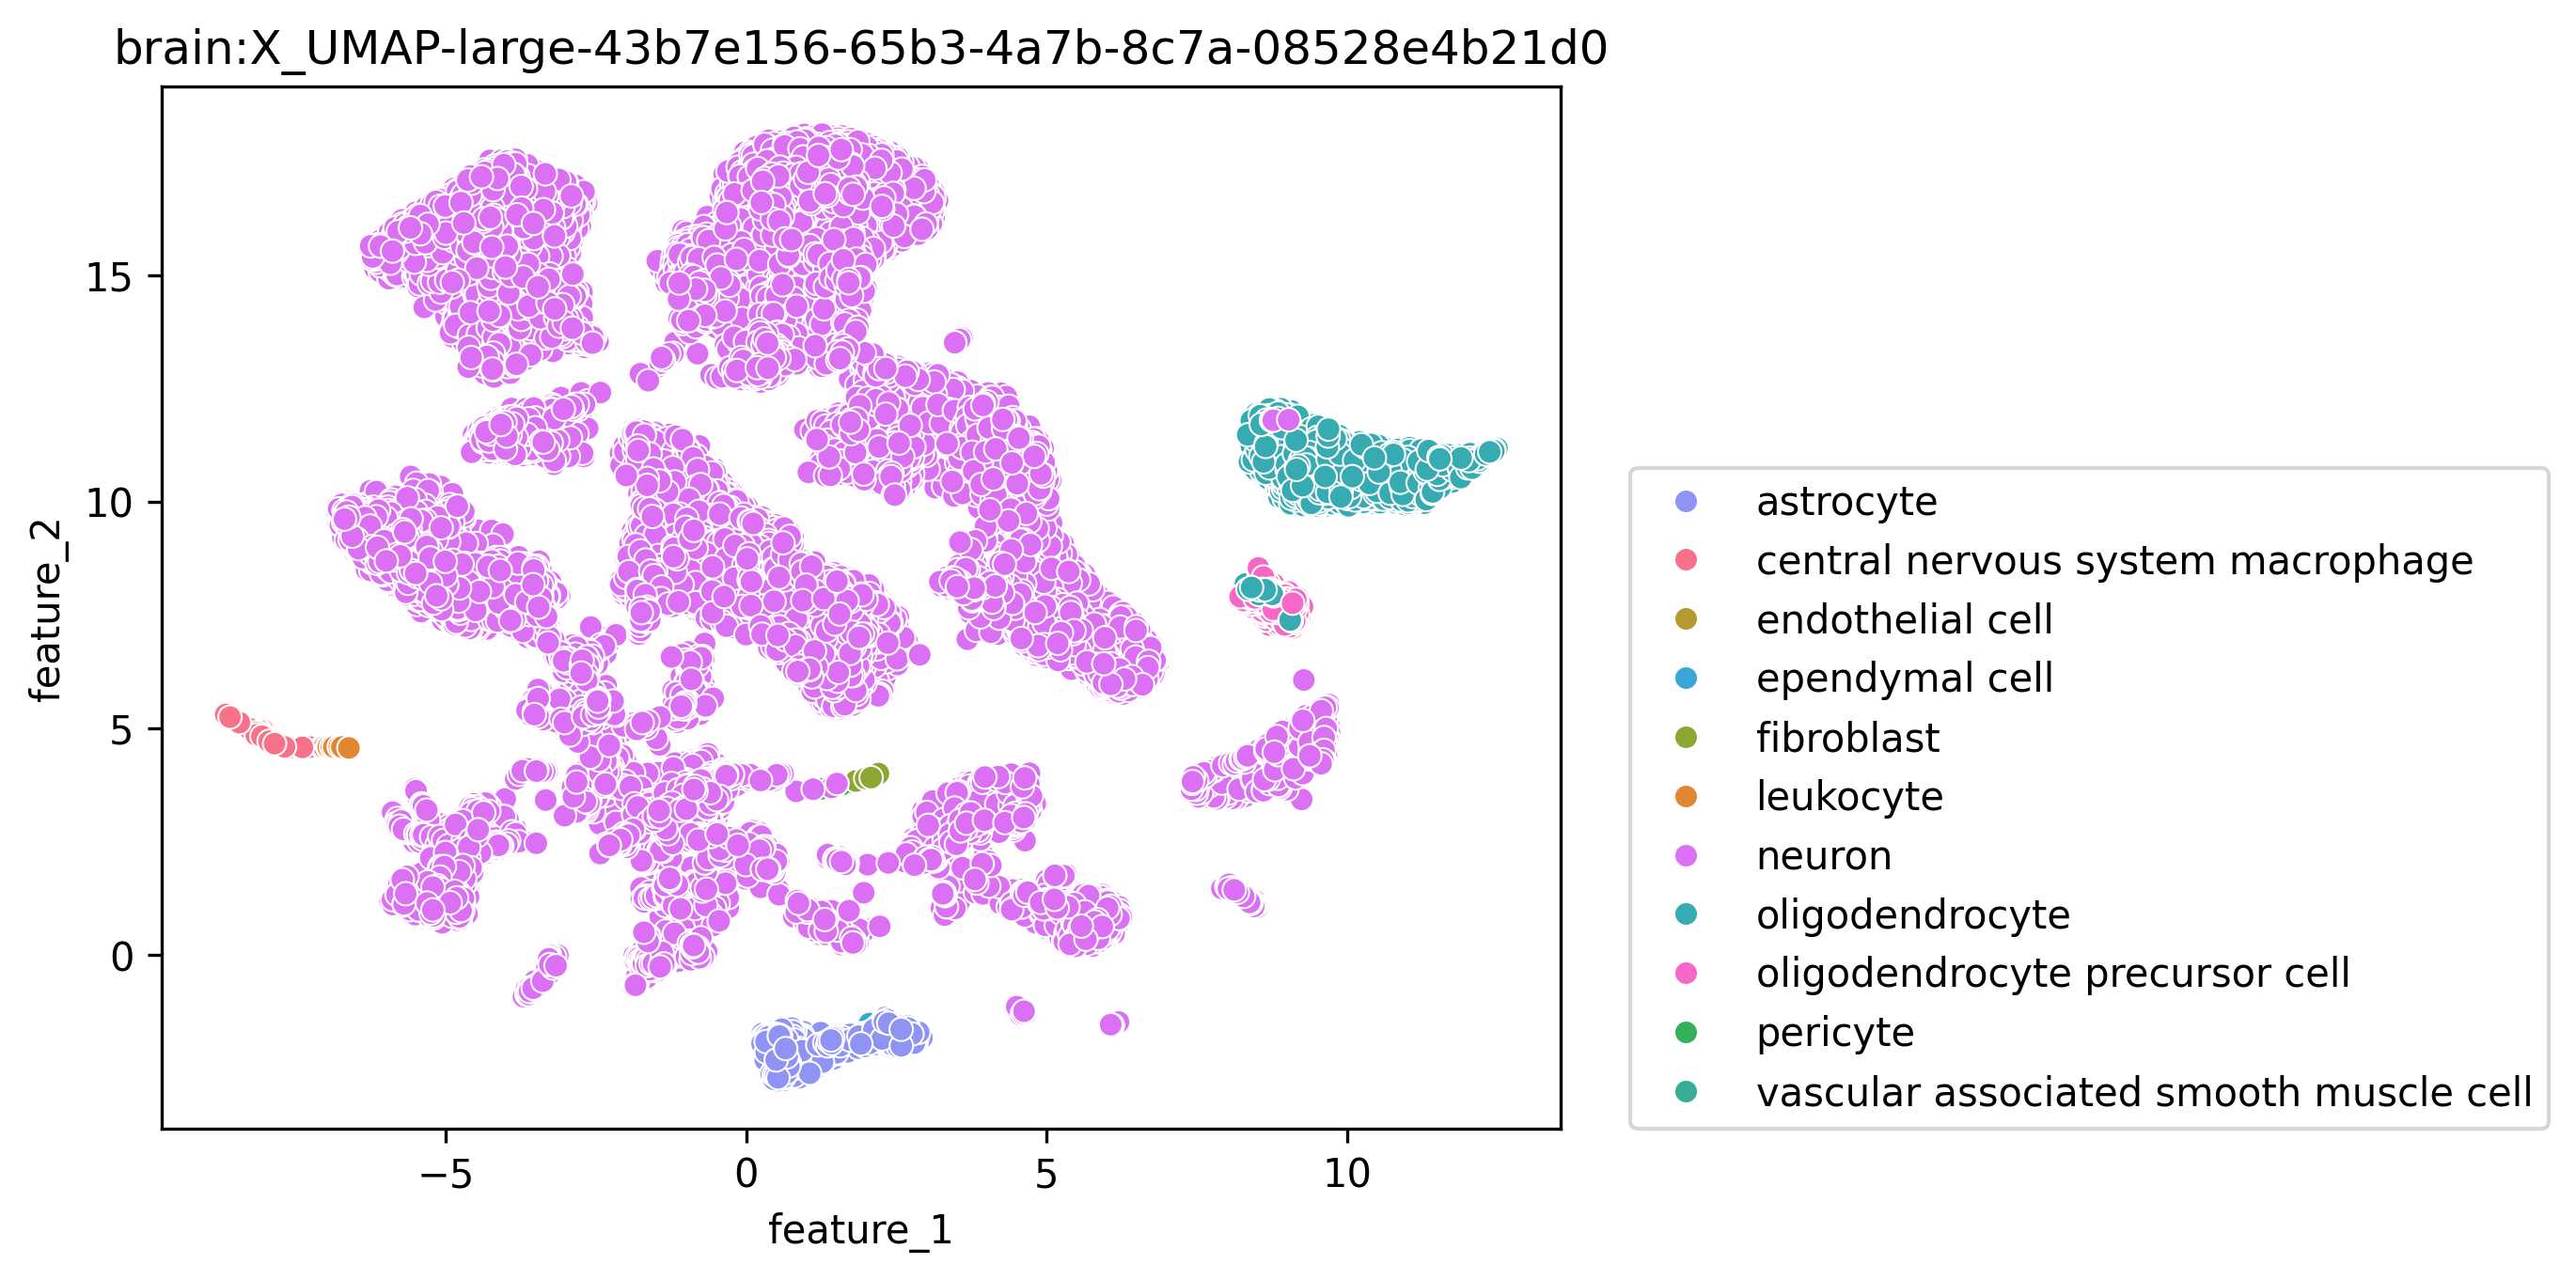 brain:X_UMAP-large-43b7e156-65b3-4a7b-8c7a-08528e4b21d0
feature_2
15
10
5
0
−5
0
5
10
feature_1
astrocyte
central nervous system macrophage
endothelial cell
ependymal cell
fibroblast
leukocyte
neuron
oligodendrocyte
oligodendrocyte precursor cell
pericyte
vascular associated smooth muscle cell